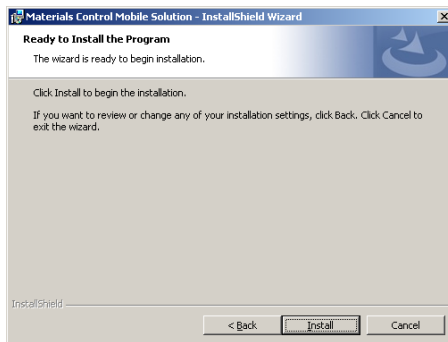 Materials Control Mobile Solution - InstallShield Wizard
Ready to Install the Program
The wizard is ready to begin installation.
Click Install to begin the installation.
If you want to review or change any of your installation settings, click Back. Click Cancel to
exit the wizard.
InstallShield
< Back Install Cancel